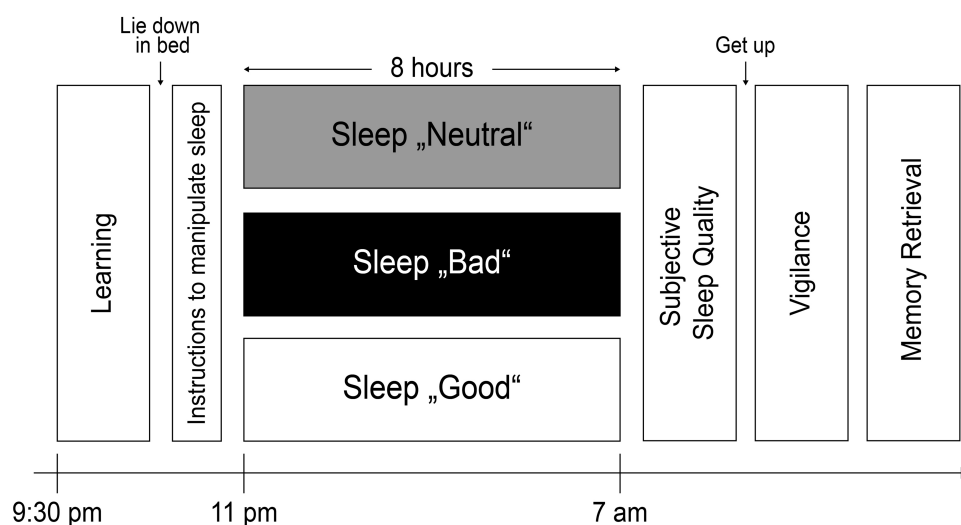 Lie down
in bed
Get up
8 hours
Learning
Instructions to manipulate sleep
Sleep „Neutral“
Sleep „Bad“
Sleep „Good“
Subjective
Sleep Quality
Vigilance
Memory Retrieval
9:30 pm
11 pm
7 am